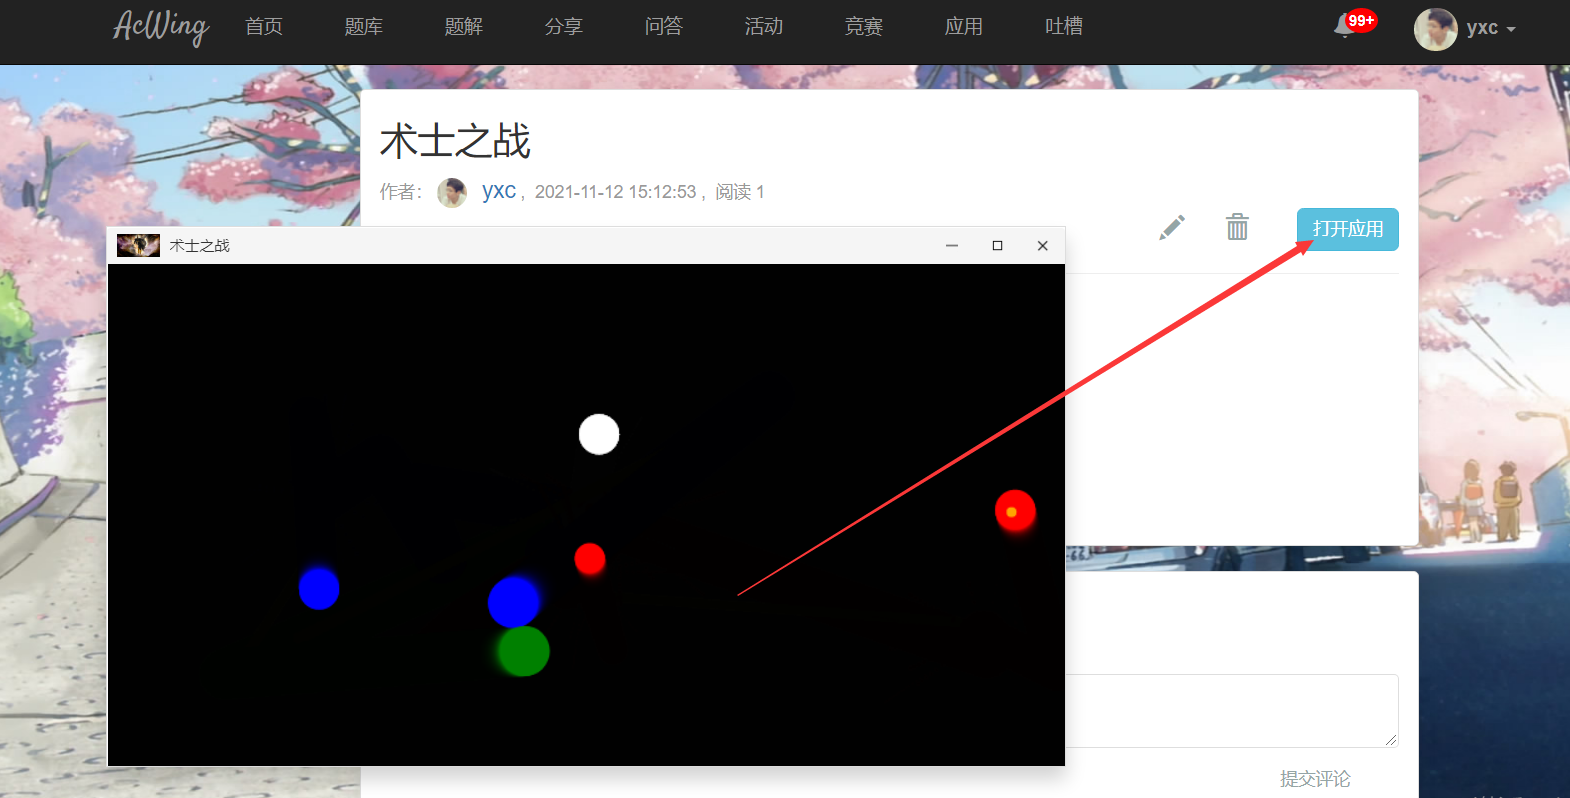 AcWing 首页 题库 题解 分享 问答 活动 竞赛 应用 吐槽 99+ yxc
术士之战
作者： yxc , 2021-11-12 15:12:53 , 阅读 1
打开应用
术士之战
提交评论